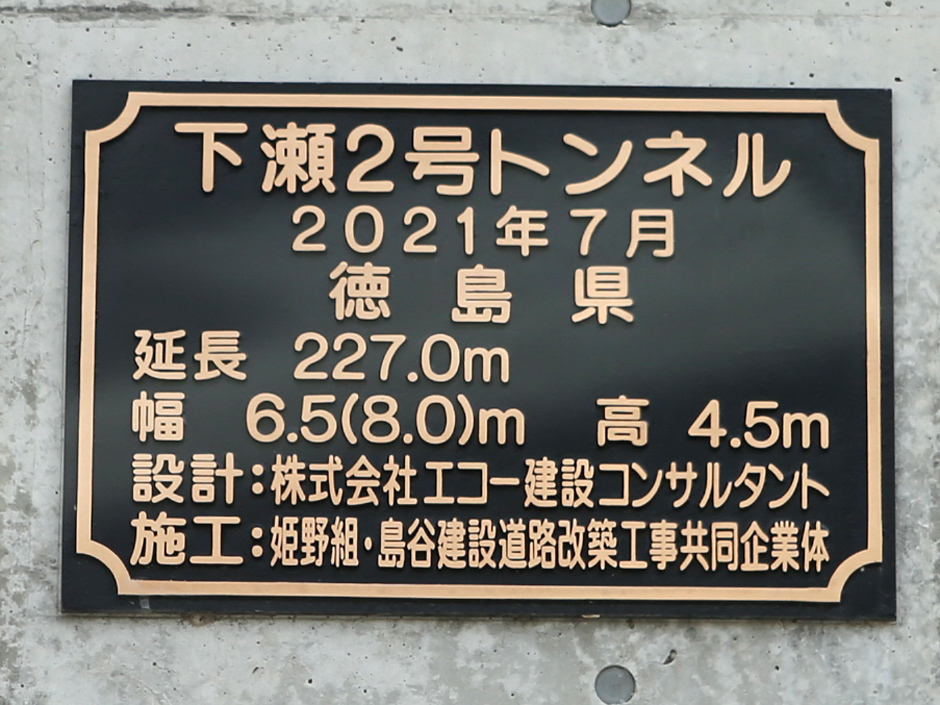 下瀬2号トンネル
2021年7月
徳島県
延長 227.0m
幅 6.5(8.0)m 高 4.5m
設計:株式会社エコー建設コンサルタント
施工:姫野組・島谷建設道路改築工事共同企業体